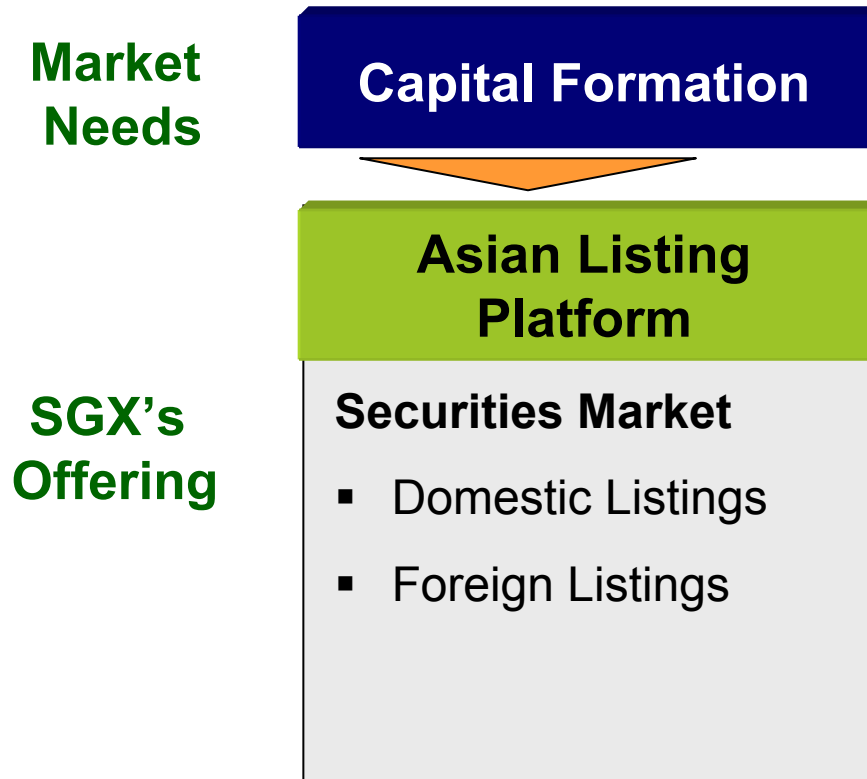 Market
Needs
Capital Formation
Asian Listing
Platform
SGX’s
Offering
Securities Market
▪ Domestic Listings
▪ Foreign Listings